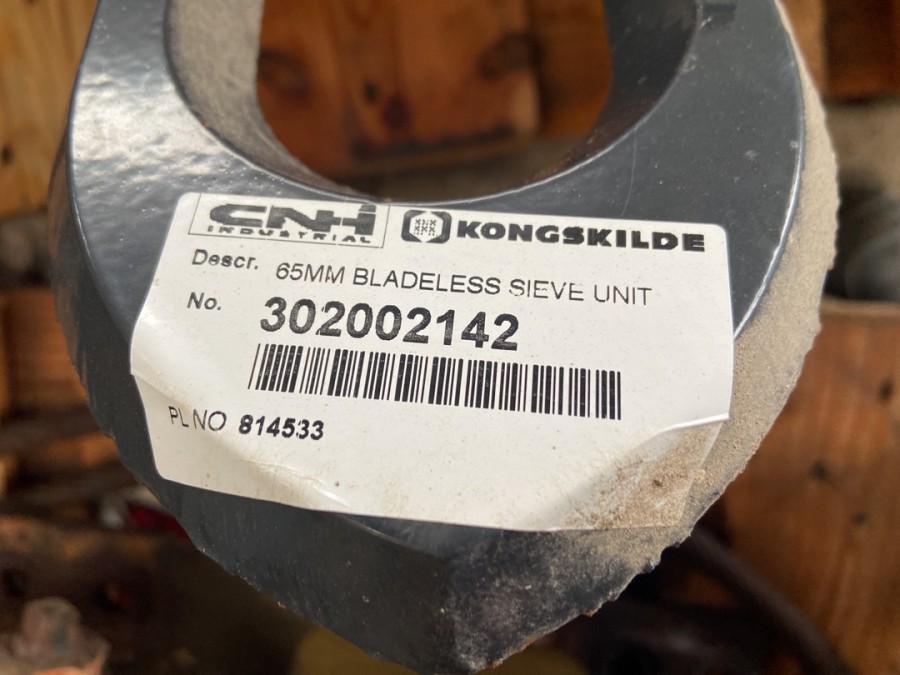 CNH INDUSTRIAL KONGSKILDE
Descr. 65MM BLADELESS SIEVE UNIT
No. 302002142
PL NO 814533